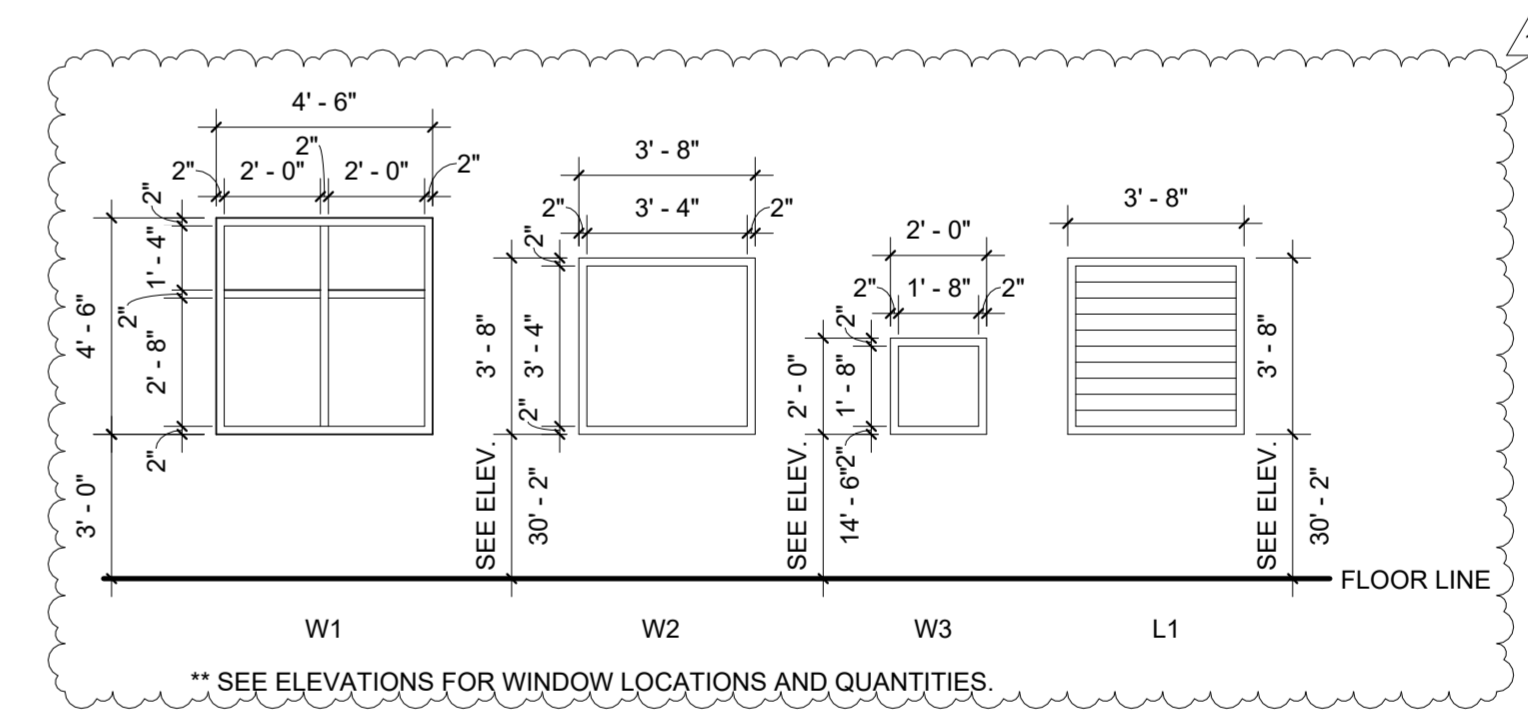 4' - 6"
2" 2' - 0" 2" 2' - 0" 2"
4' - 6"
2"
1' - 4"
2"
2' - 8"
2"
3' - 0"
3' - 8"
2" 3' - 4" 2"
3' - 8"
2"
3' - 4"
2"
SEE ELEV.
30' - 2"
2' - 0"
2" 1' - 8" 2"
2' - 0"
2"
1' - 8"
2"
SEE ELEV.
14' - 6"
3' - 8"
3' - 8"
SEE ELEV.
30' - 2"
FLOOR LINE
W1 W2 W3 L1
** SEE ELEVATIONS FOR WINDOW LOCATIONS AND QUANTITIES.